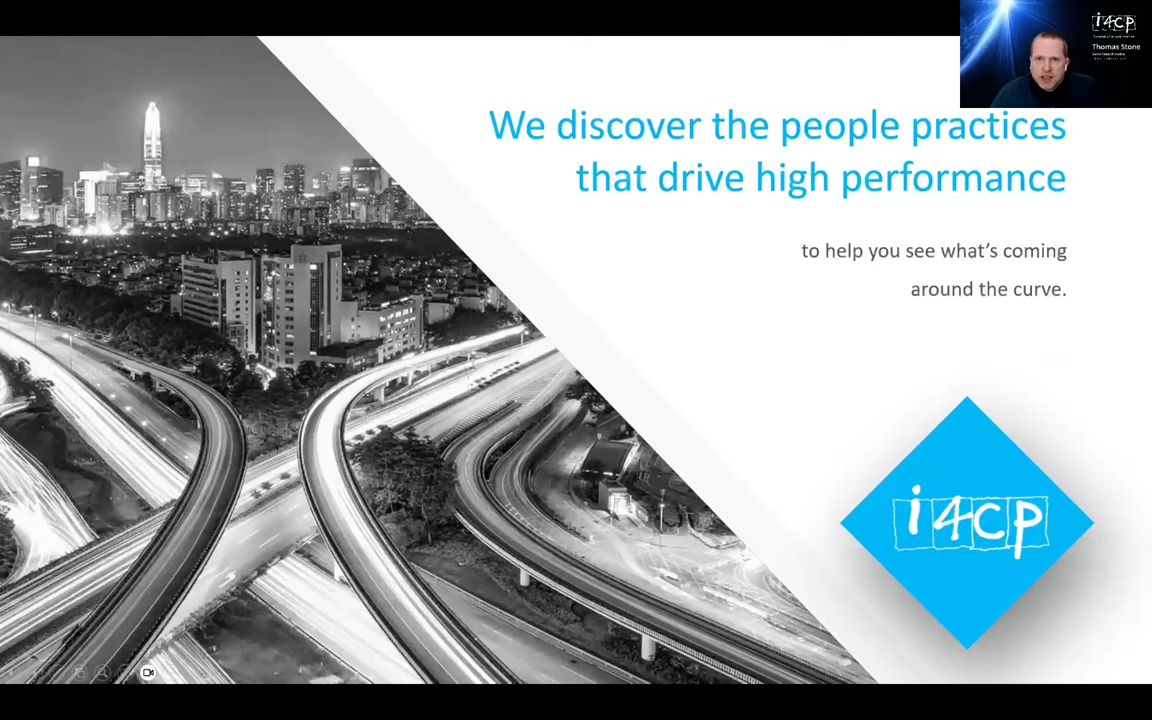 We discover the people practices
that drive high performance
to help you see what's coming
around the curve.
i4cp
i4cp
Thomas Stone